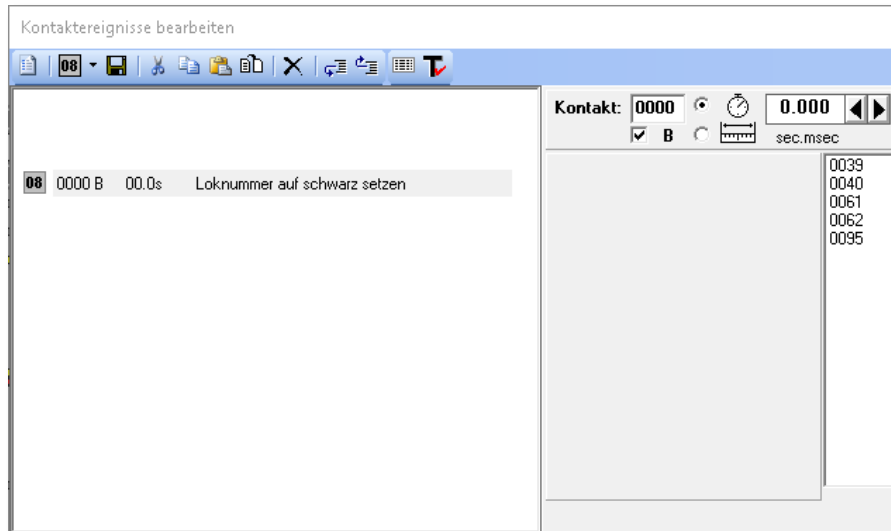 Kontaktereignisse bearbeiten
08
Kontakt: 0000 0.000
B sec.msec
08 0000 B 00.0s Loknummer auf schwarz setzen
0039
0040
0061
0062
0095